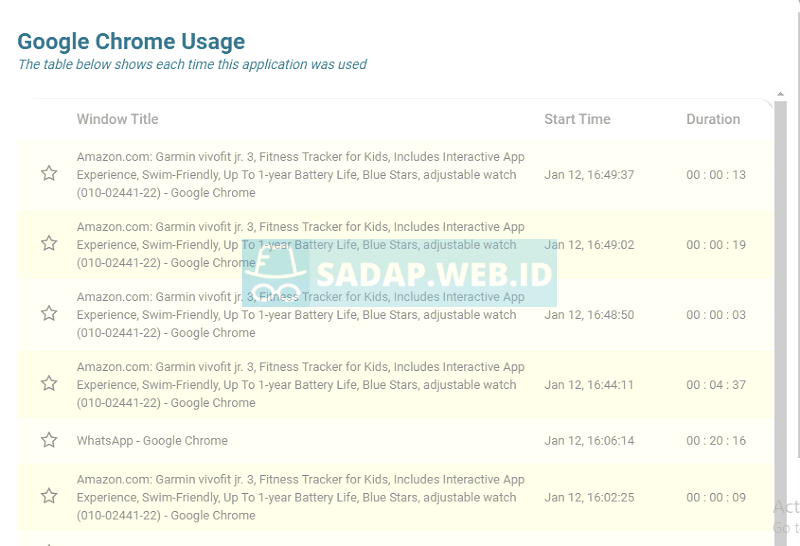 Google Chrome Usage
The table below shows each time this application was used
Window Title Start Time Duration
Amazon.com: Garmin vivofit jr. 3, Fitness Tracker for Kids, Includes Interactive App
Experience, Swim-Friendly, Up To 1-year Battery Life, Blue Stars, adjustable watch Jan 12, 16:49:37 00 : 00 : 13
(010-02441-22) - Google Chrome
Amazon.com: Garmin vivofit jr. 3, Fitness Tracker for Kids, Includes Interactive App
Experience, Swim-Friendly, Up To 1-year Battery Life, Blue Stars, adjustable watch Jan 12, 16:49:02 00 : 00 : 19
(010-02441-22) - Google Chrome
SADAP.WEB.ID
Amazon.com: Garmin vivofit jr. 3, Fitness Tracker for Kids, Includes Interactive App
Experience, Swim-Friendly, Up To 1-year Battery Life, Blue Stars, adjustable watch Jan 12, 16:48:50 00 : 00 : 03
(010-02441-22) - Google Chrome
Amazon.com: Garmin vivofit jr. 3, Fitness Tracker for Kids, Includes Interactive App
Experience, Swim-Friendly, Up To 1-year Battery Life, Blue Stars, adjustable watch Jan 12, 16:44:11 00 : 04 : 37
(010-02441-22) - Google Chrome
WhatsApp - Google Chrome Jan 12, 16:06:14 00 : 20 : 16
Amazon.com: Garmin vivofit jr. 3, Fitness Tracker for Kids, Includes Interactive App
Experience, Swim-Friendly, Up To 1-year Battery Life, Blue Stars, adjustable watch Jan 12, 16:02:25 00 : 00 : 09
(010-02441-22) - Google Chrome
Act
Go t